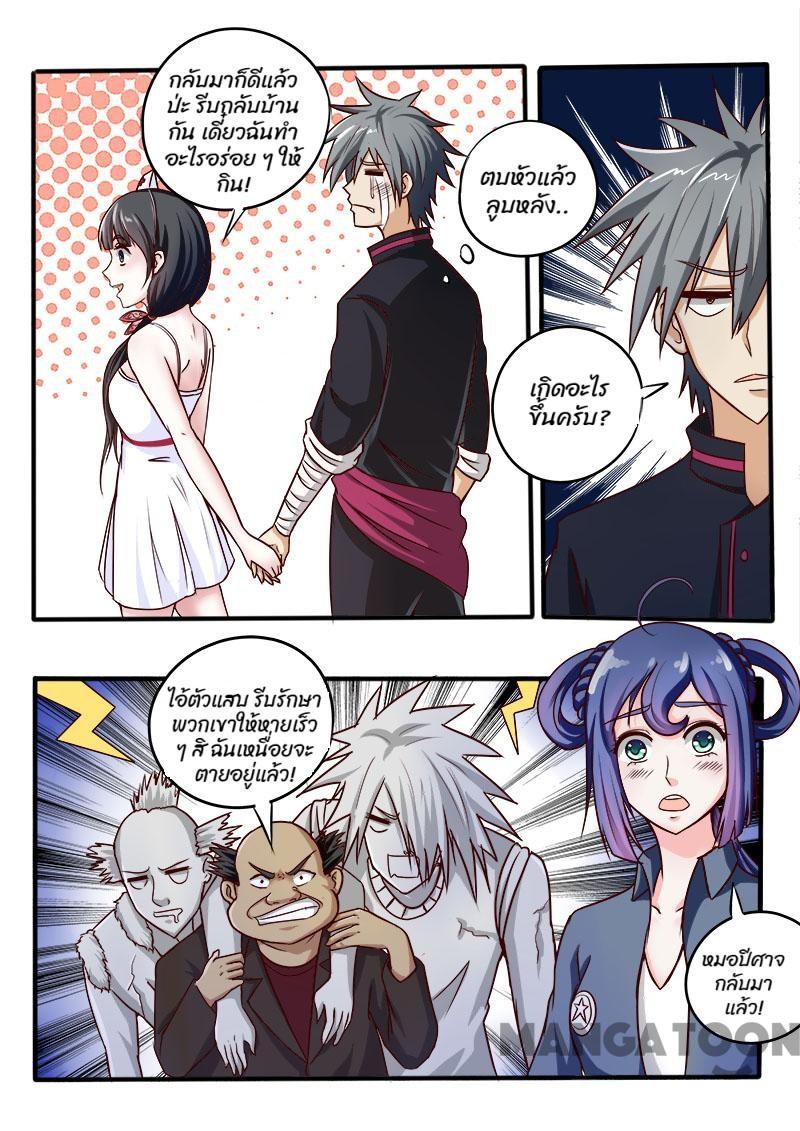 กลับมาก็ดีแล้ว
ป่ะ รีบกลับบ้าน
กัน เดี๋ยวฉันทำ
อะไรอร่อย ๆ ให้
กิน!
ตบหัวแล้ว
ลูบหลัง..
เกิดอะไร
ขึ้นครับ?
ไอ้ตัวแสบ รีบรักษา
พวกเขาให้หายเร็ว
ๆ สิ ฉันเหนื่อยจะ
ตายอยู่แล้ว!
หมอปีศาจ
กลับมา
แล้ว!
MANGATOON